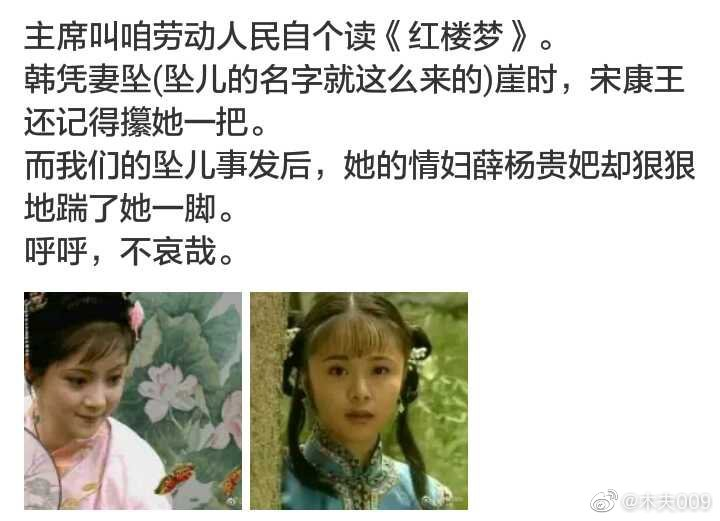 主席叫咱劳动人民自个读《红楼梦》。
韩凭妻坠(坠儿的名字就这么来的)崖时，宋康王
还记得攥她一把。
而我们的坠儿事发后，她的情妇薛杨贵妃却狠狠
地踹了她一脚。
呼呼，不哀哉。
@未央009